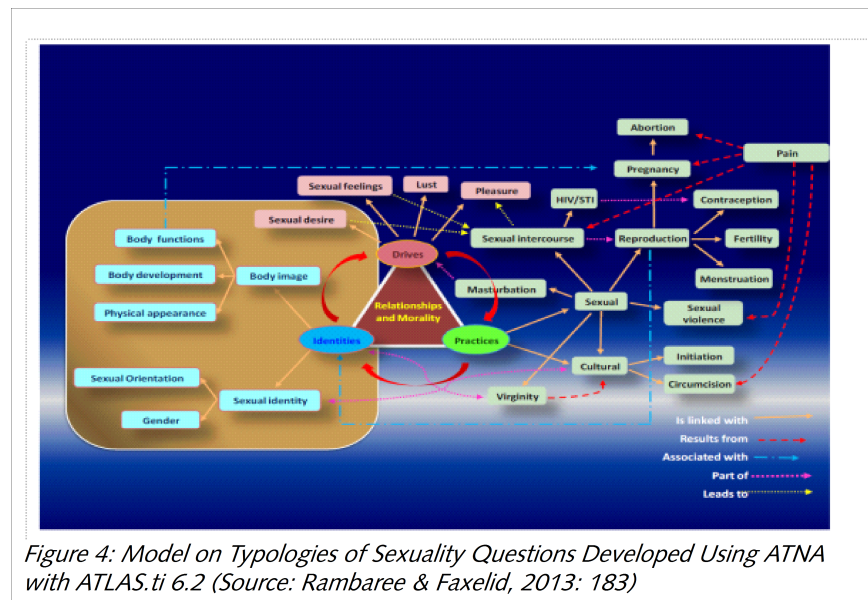 Abortion
Pain
Pregnancy
Sexual feelings
Lust
Pleasure
HIV/STI
Contraception
Sexual desire
Body functions
Sexual intercourse
Reproduction
Fertility
Drives
Body development
Body image
Masturbation
Menstruation
Sexual
Physical appearance
Relationships
and Morality
Sexual
violence
Identities
Practices
Initiation
Cultural
Sexual Orientation
Circumcision
Sexual identity
Virginity
Gender
Is linked with
Results from
Associated with
Part of
Leads to
Figure 4: Model on Typologies of Sexuality Questions Developed Using ATNA
with ATLAS.ti 6.2 (Source: Rambaree & Faxelid, 2013: 183)